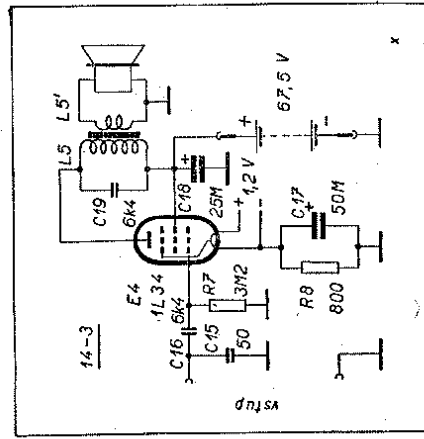 14-3
L5 L5'
C19
6k4
C18
25M
+
+
1,2 V
+
67,5 V
-
x
E4
1L34
6k4
C16
C15
50
R7
3M2
C17
+
50M
R8
800
vstup